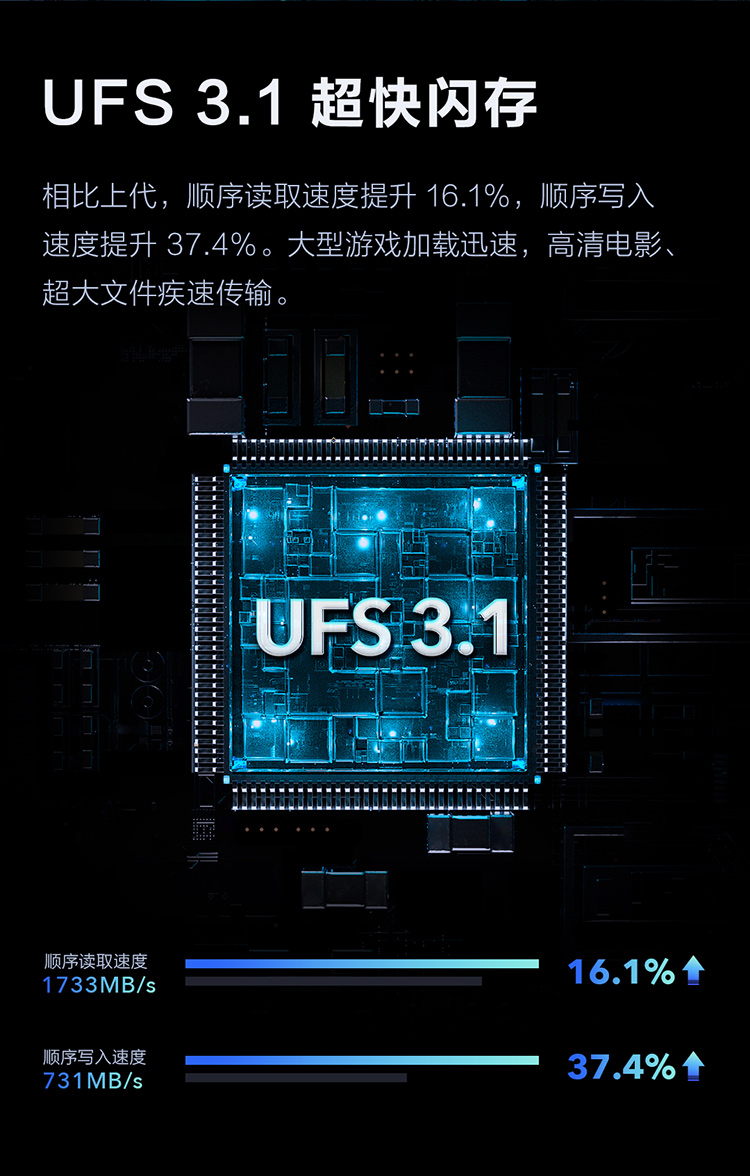 UFS 3.1 超快闪存
相比上代，顺序读取速度提升 16.1%，顺序写入
速度提升 37.4%。大型游戏加载迅速，高清电影、
超大文件疾速传输。
UFS 3.1
顺序读取速度
1733MB/s
16.1%
顺序写入速度
731MB/s
37.4%